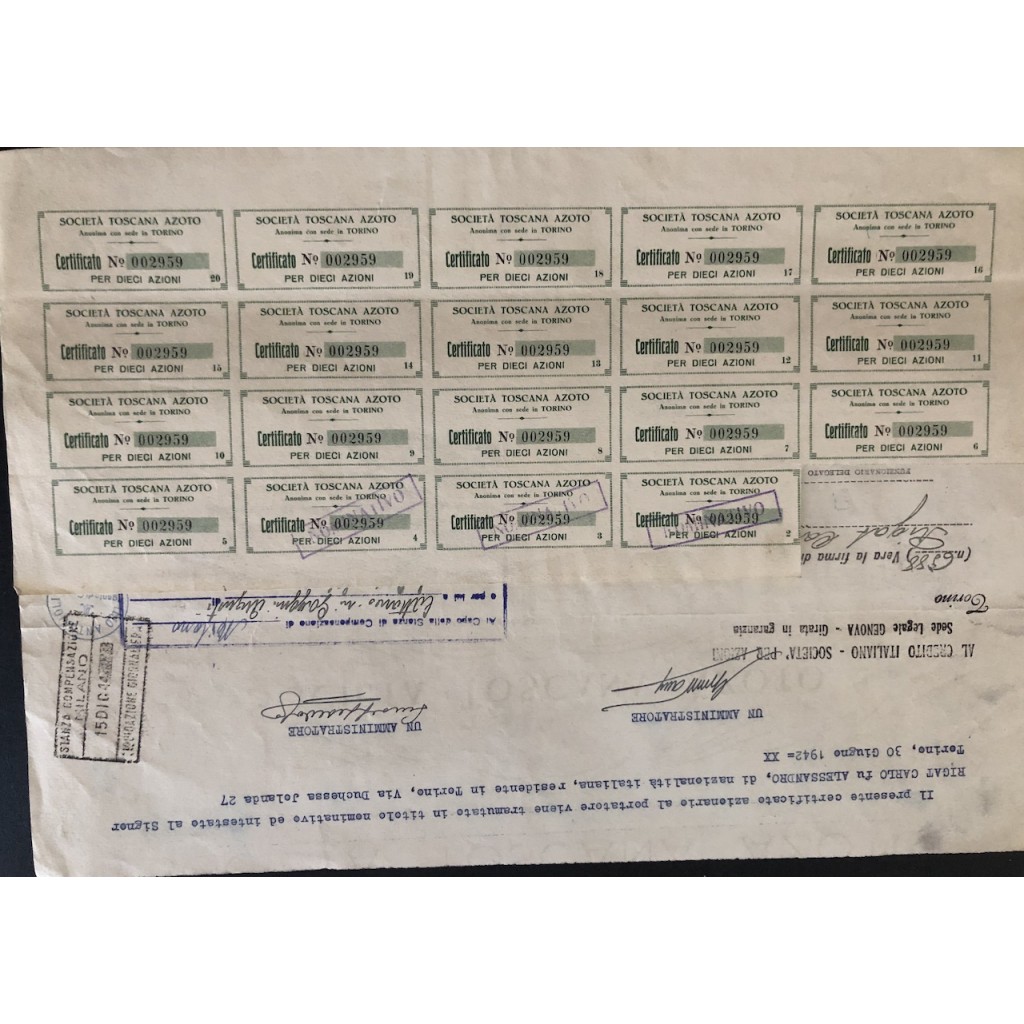 SOCIETÀ TOSCANA AZOTO
Anonima con sede in TORINO
Certificato Nº 002959
PER DIECI AZIONI
20
SOCIETÀ TOSCANA AZOTO
Anonima con sede in TORINO
Certificato Nº 002959
PER DIECI AZIONI
19
SOCIETÀ TOSCANA AZOTO
Anonima con sede in TORINO
Certificato Nº 002959
PER DIECI AZIONI
18
SOCIETÀ TOSCANA AZOTO
Anonima con sede in TORINO
Certificato Nº 002959
PER DIECI AZIONI
17
SOCIETÀ TOSCANA AZOTO
Anonima con sede in TORINO
Certificato Nº 002959
PER DIECI AZIONI
16
SOCIETÀ TOSCANA AZOTO
Anonima con sede in TORINO
Certificato Nº 002959
PER DIECI AZIONI
15
SOCIETÀ TOSCANA AZOTO
Anonima con sede in TORINO
Certificato Nº 002959
PER DIECI AZIONI
14
SOCIETÀ TOSCANA AZOTO
Anonima con sede in TORINO
Certificato Nº 002959
PER DIECI AZIONI
13
SOCIETÀ TOSCANA AZOTO
Anonima con sede in TORINO
Certificato Nº 002959
PER DIECI AZIONI
12
SOCIETÀ TOSCANA AZOTO
Anonima con sede in TORINO
Certificato Nº 002959
PER DIECI AZIONI
11
SOCIETÀ TOSCANA AZOTO
Anonima con sede in TORINO
Certificato Nº 002959
PER DIECI AZIONI
10
SOCIETÀ TOSCANA AZOTO
Anonima con sede in TORINO
Certificato Nº 002959
PER DIECI AZIONI
9
SOCIETÀ TOSCANA AZOTO
Anonima con sede in TORINO
Certificato Nº 002959
PER DIECI AZIONI
8
SOCIETÀ TOSCANA AZOTO
Anonima con sede in TORINO
Certificato Nº 002959
PER DIECI AZIONI
7
SOCIETÀ TOSCANA AZOTO
Anonima con sede in TORINO
Certificato Nº 002959
PER DIECI AZIONI
6
SOCIETÀ TOSCANA AZOTO
Anonima con sede in TORINO
Certificato Nº 002959
PER DIECI AZIONI
5
SOCIETÀ TOSCANA AZOTO
Anonima con sede in TORINO
Certificato Nº 002959
PER DIECI AZIONI
4
SOCIETÀ TOSCANA AZOTO
Anonima con sede in TORINO
Certificato Nº 002959
PER DIECI AZIONI
3
SOCIETÀ TOSCANA AZOTO
Anonima con sede in TORINO
Certificato Nº 002959
PER DIECI AZIONI
2
Il presente certificato azionario al portatore viene tramutato in titolo nominativo ed intestato al Signor
RIGAT CARLO fu ALESSANDRO, di nazionalità italiana, residente in Torino, Via Duchessa Jolanda 27
Torino, 30 Giugno 1942=XX
UN AMMINISTRATORE
UN AMMINISTRATORE
AL CREDITO ITALIANO - SOCIETA' PER AZIONI
Sede Legale GENOVA - Girata in garanzia
Torino
Vera la firma di
Rigat
FUNZIONARIO DELEGATO
Al Capo della Stanza di Compensazione di Milano
o per lui a
STANZA COMPENSAZIONE
MILANO
15 DIC
LIQUIDAZIONE GIORNALIERA